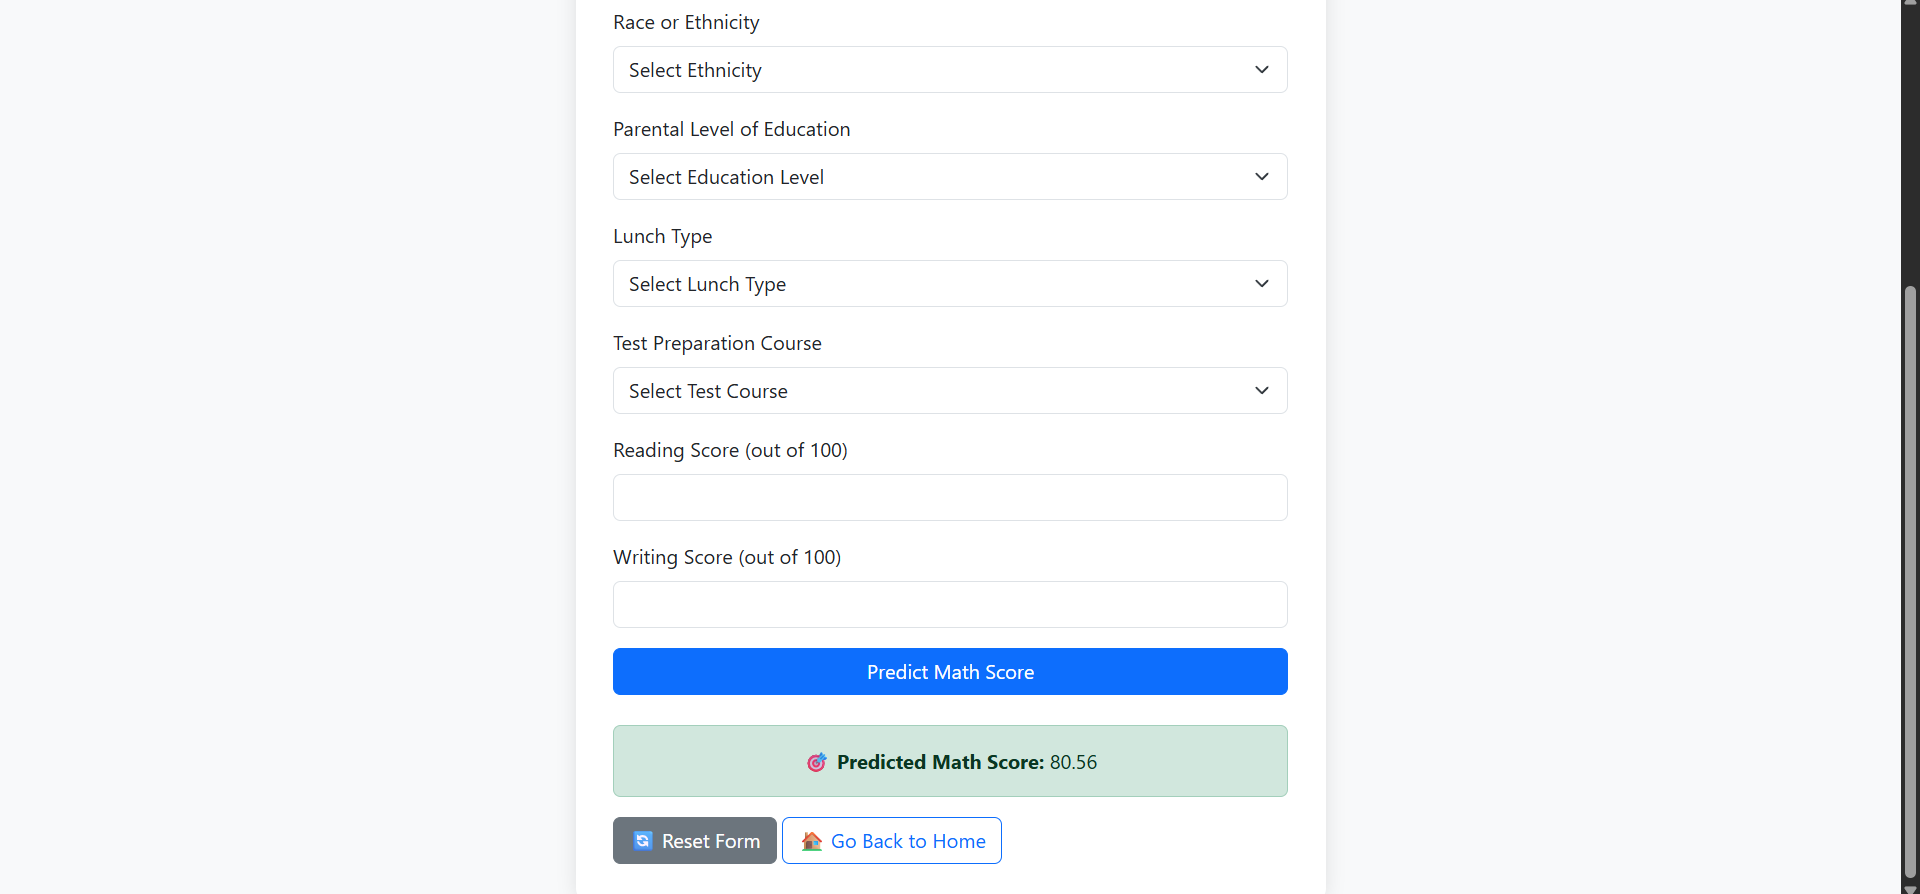 Race or Ethnicity
Select Ethnicity
Parental Level of Education
Select Education Level
Lunch Type
Select Lunch Type
Test Preparation Course
Select Test Course
Reading Score (out of 100)
Writing Score (out of 100)
Predict Math Score
🎯 Predicted Math Score: 80.56
🔄 Reset Form 🏠 Go Back to Home